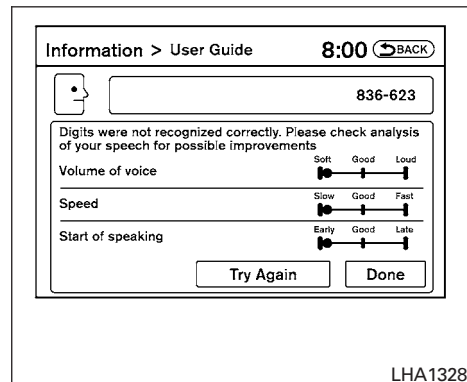 Information > User Guide 8:00 BACK
836-623
Digits were not recognized correctly. Please check analysis
of your speech for possible improvements
Soft Good Loud
Volume of voice
Slow Good Fast
Speed
Early Good Late
Start of speaking
Try Again Done
LHA1328